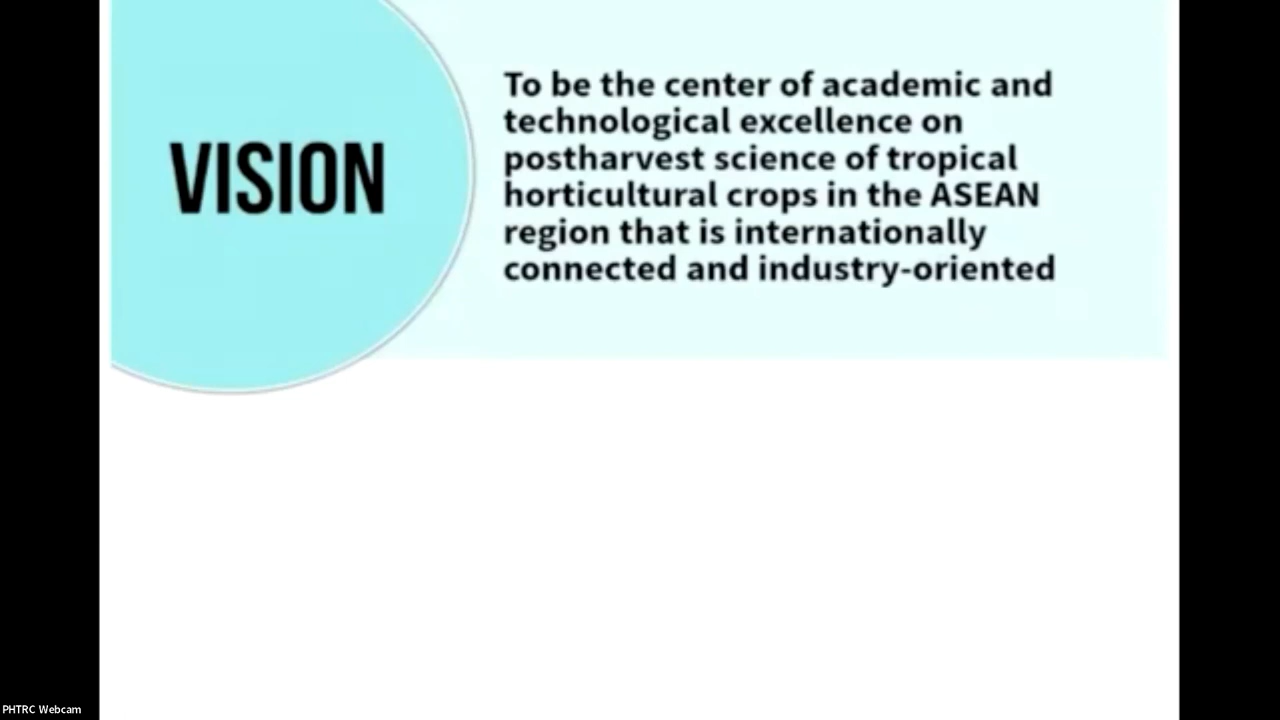 VISION
To be the center of academic and
technological excellence on
postharvest science of tropical
horticultural crops in the ASEAN
region that is internationally
connected and industry-oriented
PHTRC Webcam